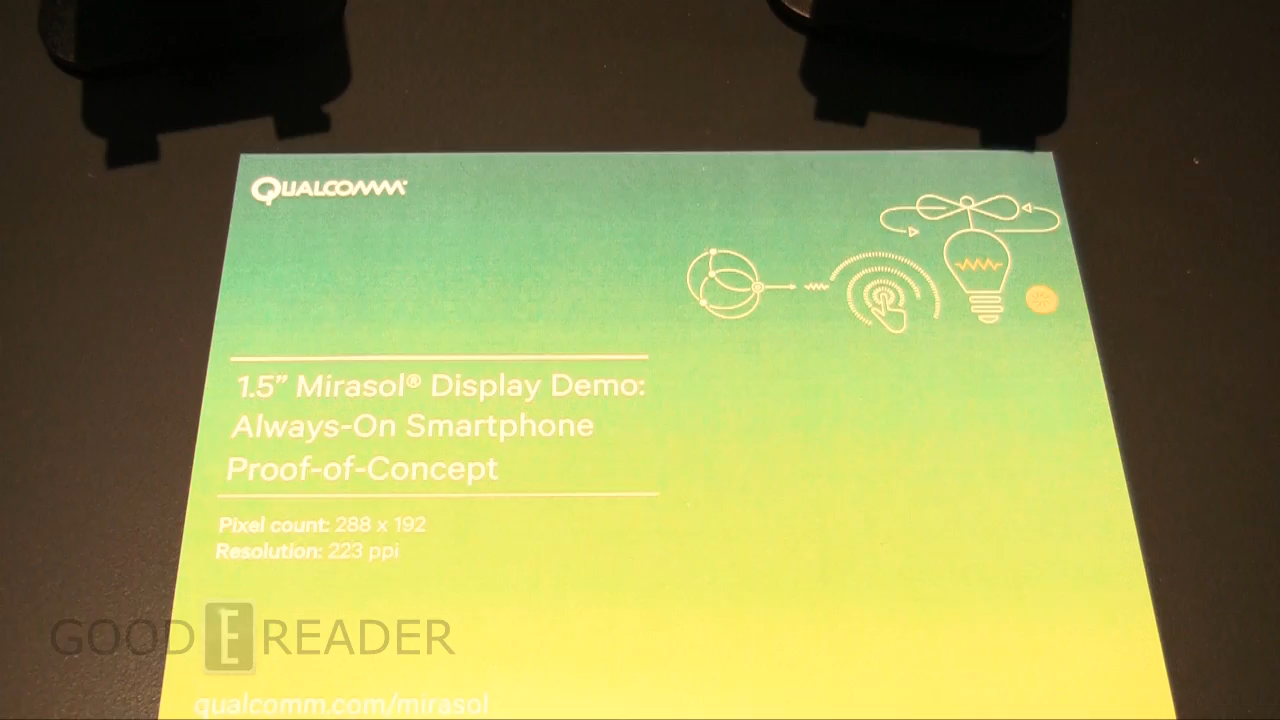 QUALCOMM
1.5” Mirasol® Display Demo:
Always-On Smartphone
Proof-of-Concept
Pixel count: 288 x 192
Resolution: 223 ppi
GOOD E READER
qualcomm.com/mirasol